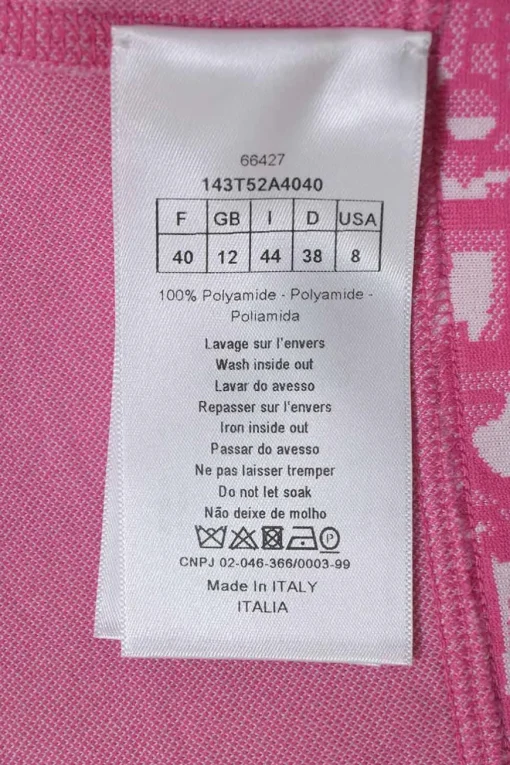 66427
143T52A4040
F GB I D USA
40 12 44 38 8
100% Polyamide - Polyamide -
Poliamida
Lavage sur l'envers
Wash inside out
Lavar do avesso
Repasser sur l'envers
Iron inside out
Passar do avesso
Ne pas laisser tremper
Do not let soak
Não deixe de molho
P
CNPJ 02-046-366/0003-99
Made In ITALY
ITALIA